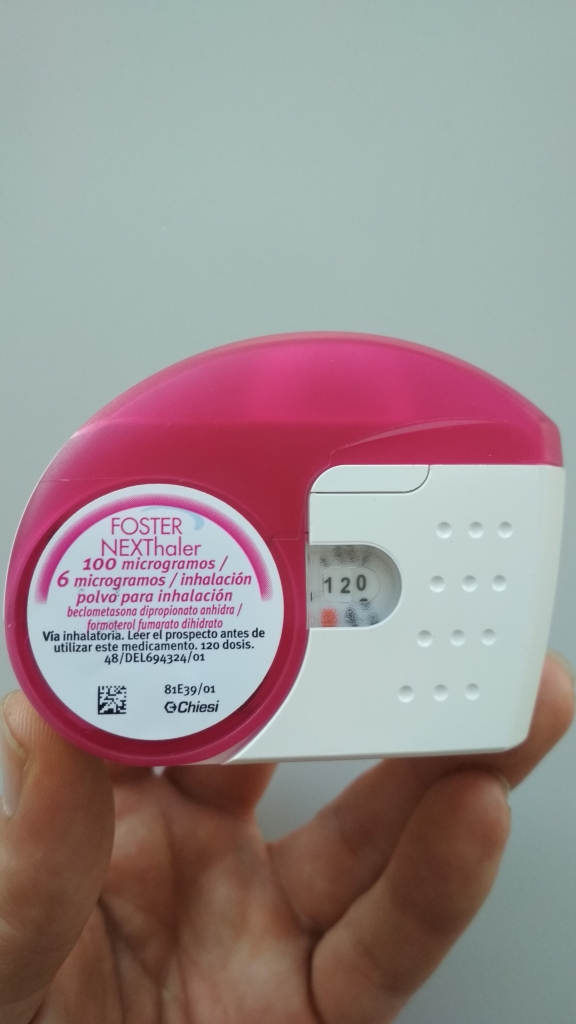 FOSTER
NEXThaler
100 microgramos /
6 microgramos / inhalación
polvo para inhalación
beclometasona dipropionato anhidra /
formoterol fumarato dihidrato
Vía inhalatoria. Leer el prospecto antes de
utilizar este medicamento. 120 dosis.
48/DEL694324/01
81E39/01
Chiesi
120